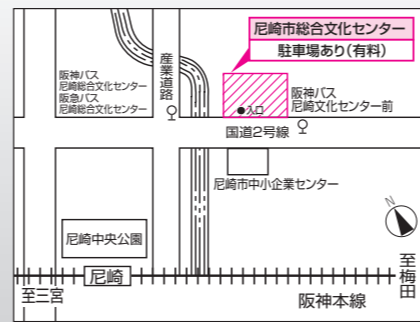 尼崎市総合文化センター
駐車場あり(有料)
産業道路
阪神バス
尼崎総合文化センター
阪急バス
尼崎総合文化センター
入口
阪神バス
尼崎文化センター前
国道2号線
尼崎市中小企業センター
N
尼崎中央公園
尼崎
至三宮
至梅田
阪神本線